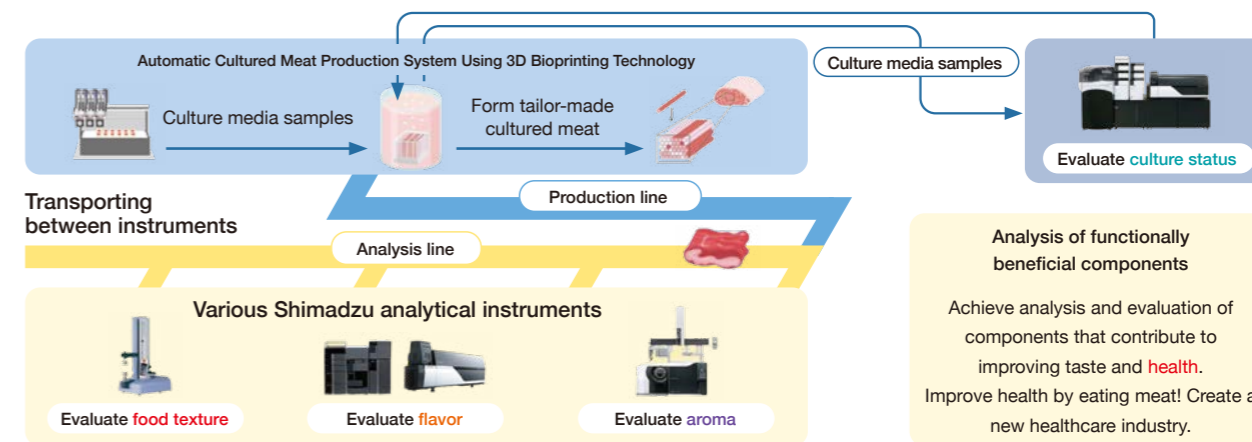 Automatic Cultured Meat Production System Using 3D Bioprinting Technology
Culture media samples
Form tailor-made
cultured meat
Culture media samples
Evaluate culture status
Production line
Transporting
between instruments
Analysis line
Various Shimadzu analytical instruments
Evaluate food texture
Evaluate flavor
Evaluate aroma
Analysis of functionally
beneficial components
Achieve analysis and evaluation of
components that contribute to
improving taste and health.
Improve health by eating meat! Create a
new healthcare industry.